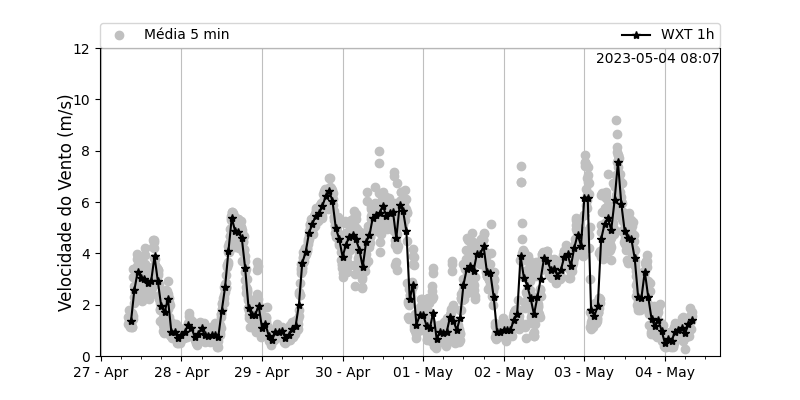 Média 5 min WXT 1h
2023-05-04 08:07
Velocidade do Vento (m/s)
12
10
8
6
4
2
0
27 - Apr 28 - Apr 29 - Apr 30 - Apr 01 - May 02 - May 03 - May 04 - May